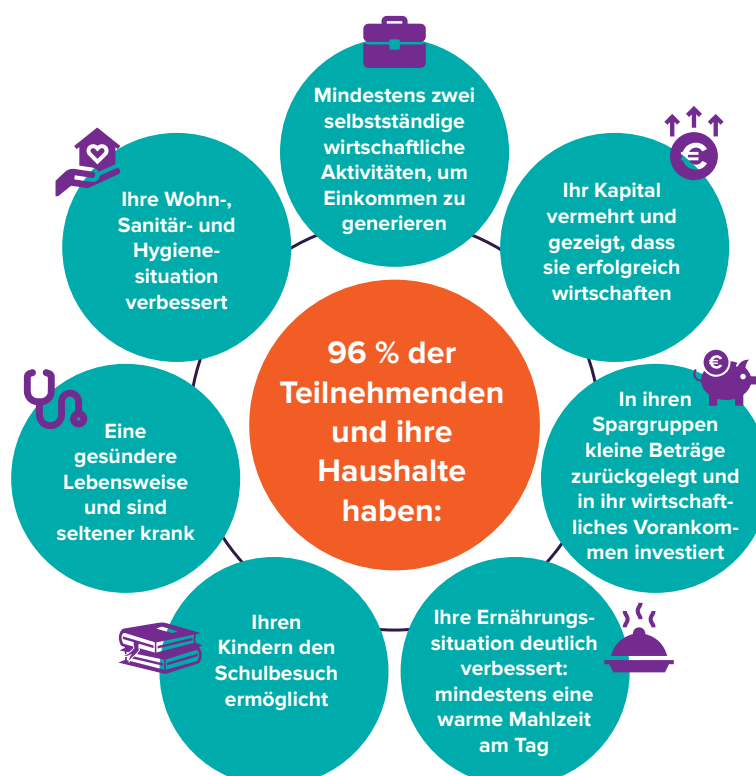 96 % der
Teilnehmenden
und ihre
Haushalte
haben:
Mindestens zwei
selbstständige
wirtschaftliche
Aktivitäten, um
Einkommen zu
generieren
Ihr Kapital
vermehrt und
gezeigt, dass
sie erfolgreich
wirtschaften
In ihren
Spargruppen
kleine Beträge
zurückgelegt und
in ihr wirtschaft-
liches Vorankom-
men investiert
Ihre Ernährungs-
situation deutlich
verbessert:
mindestens eine
warme Mahlzeit
am Tag
Ihren
Kindern den
Schulbesuch
ermöglicht
Eine
gesündere
Lebensweise
und sind
seltener krank
Ihre Wohn-,
Sanitär- und
Hygiene-
situation
verbessert